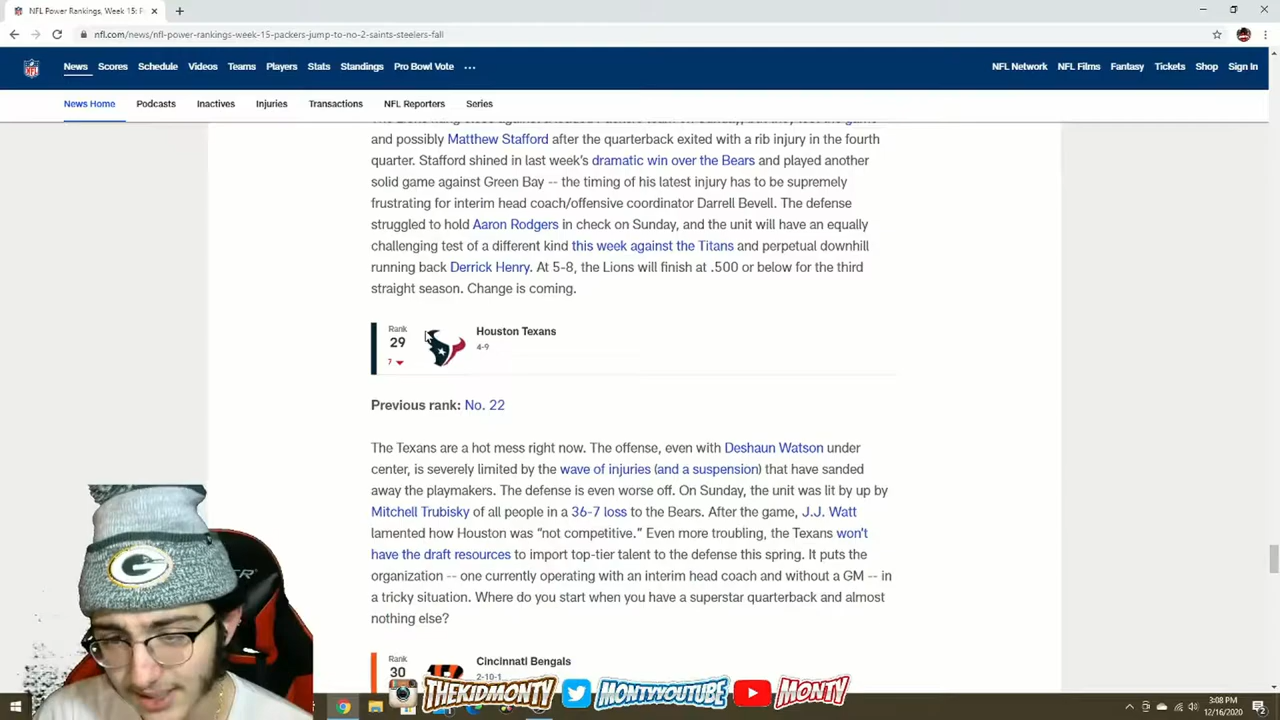 NFL Power Rankings, Week 15: P
nfl.com/news/nfl-power-rankings-week-15-packers-jump-to-no-2-saints-steelers-fall
News Scores Schedule Videos Teams Players Stats Standings Pro Bowl Vote ... NFL Network NFL Films Fantasy Tickets Shop Sign In
News Home Podcasts Inactives Injuries Transactions NFL Reporters Series
and possibly Matthew Stafford after the quarterback exited with a rib injury in the fourth
quarter. Stafford shined in last week's dramatic win over the Bears and played another
solid game against Green Bay -- the timing of his latest injury has to be supremely
frustrating for interim head coach/offensive coordinator Darrell Bevell. The defense
struggled to hold Aaron Rodgers in check on Sunday, and the unit will have an equally
challenging test of a different kind this week against the Titans and perpetual downhill
running back Derrick Henry. At 5-8, the Lions will finish at .500 or below for the third
straight season. Change is coming.
Rank
29
7
Houston Texans
4-9
Previous rank: No. 22
The Texans are a hot mess right now. The offense, even with Deshaun Watson under
center, is severely limited by the wave of injuries (and a suspension) that have sanded
away the playmakers. The defense is even worse off. On Sunday, the unit was lit by up by
Mitchell Trubisky of all people in a 36-7 loss to the Bears. After the game, J.J. Watt
lamented how Houston was "not competitive." Even more troubling, the Texans won't
have the draft resources to import top-tier talent to the defense this spring. It puts the
organization -- one currently operating with an interim head coach and without a GM -- in
a tricky situation. Where do you start when you have a superstar quarterback and almost
nothing else?
Rank
30
Cincinnati Bengals
2-10-1
G
THEKIDMONTY MONTYYOUTUBE MONTY
3:08 PM
12/16/2020
2